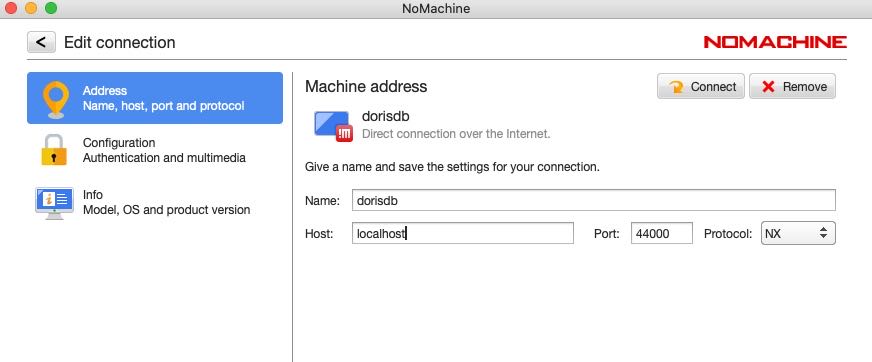 NoMachine
< Edit connection
NOMACHINE
Address
Name, host, port and protocol
Configuration
Authentication and multimedia
Info
Model, OS and product version
Machine address
Connect
Remove
!M
dorisdb
Direct connection over the Internet.
Give a name and save the settings for your connection.
Name: dorisdb
Host: localhost Port: 44000 Protocol: NX